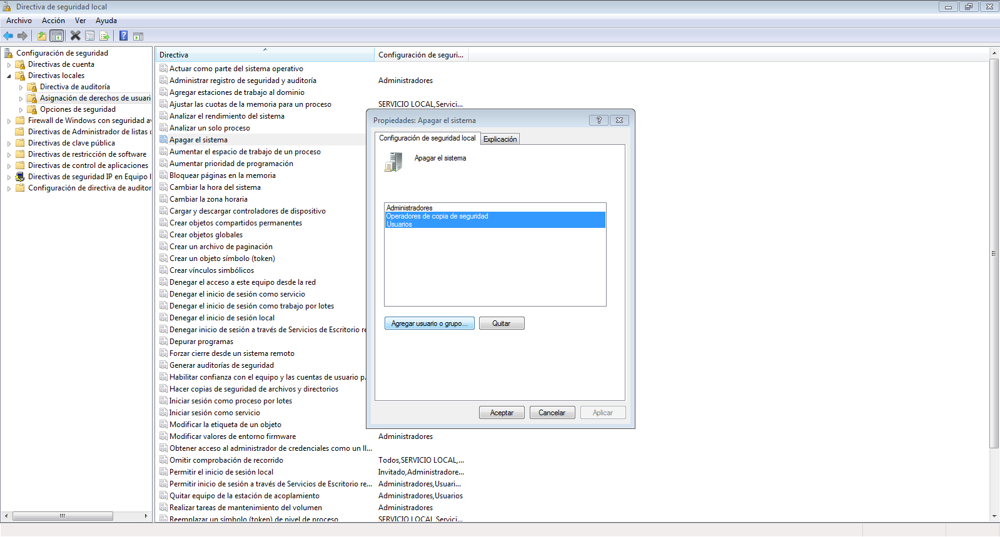 Directiva de seguridad local
Archivo Acción Ver Ayuda
Configuración de seguridad
Directivas de cuenta
Directivas locales
Directiva de auditoría
Asignación de derechos de usuari
Opciones de seguridad
Firewall de Windows con seguridad av
Directivas de Administrador de listas c
Directivas de clave pública
Directivas de restricción de software
Directivas de control de aplicaciones
Directivas de seguridad IP en Equipo l
Configuración de directiva de auditor
Directiva Configuración de seguri...
Actuar como parte del sistema operativo
Administrar registro de seguridad y auditoría Administradores
Agregar estaciones de trabajo al dominio
Ajustar las cuotas de la memoria para un proceso SERVICIO LOCAL,Servici...
Analizar el rendimiento del sistema
Analizar un solo proceso
Apagar el sistema
Aumentar el espacio de trabajo de un proceso
Aumentar prioridad de programación
Bloquear páginas en la memoria
Cambiar la hora del sistema
Cambiar la zona horaria
Cargar y descargar controladores de dispositivo
Crear objetos compartidos permanentes
Crear objetos globales
Crear un archivo de paginación
Crear un objeto símbolo (token)
Crear vínculos simbólicos
Denegar el acceso a este equipo desde la red
Denegar el inicio de sesión como servicio
Denegar el inicio de sesión como trabajo por lotes
Denegar el inicio de sesión local
Denegar inicio de sesión a través de Servicios de Escritorio re
Depurar programas
Forzar cierre desde un sistema remoto
Generar auditorías de seguridad
Habilitar confianza con el equipo y las cuentas de usuario p.
Hacer copias de seguridad de archivos y directorios
Iniciar sesión como proceso por lotes
Iniciar sesión como servicio
Modificar la etiqueta de un objeto
Modificar valores de entorno firmware Administradores
Obtener acceso al administrador de credenciales como un ll...
Omitir comprobación de recorrido Todos,SERVICIO LOCAL,...
Permitir el inicio de sesión local Invitado,Administradore...
Permitir inicio de sesión a través de Servicios de Escritorio re... Administradores,Usuari...
Quitar equipo de la estación de acoplamiento Administradores,Usuarios
Realizar tareas de mantenimiento del volumen Administradores
Reemplazar un símbolo (token) de nivel de proceso SERVICIO LOCAL,Servici...
Propiedades: Apagar el sistema
Configuración de seguridad local Explicación
Apagar el sistema
Administradores
Operadores de copia de seguridad
Usuarios
Agregar usuario o grupo... Quitar
Aceptar Cancelar Aplicar